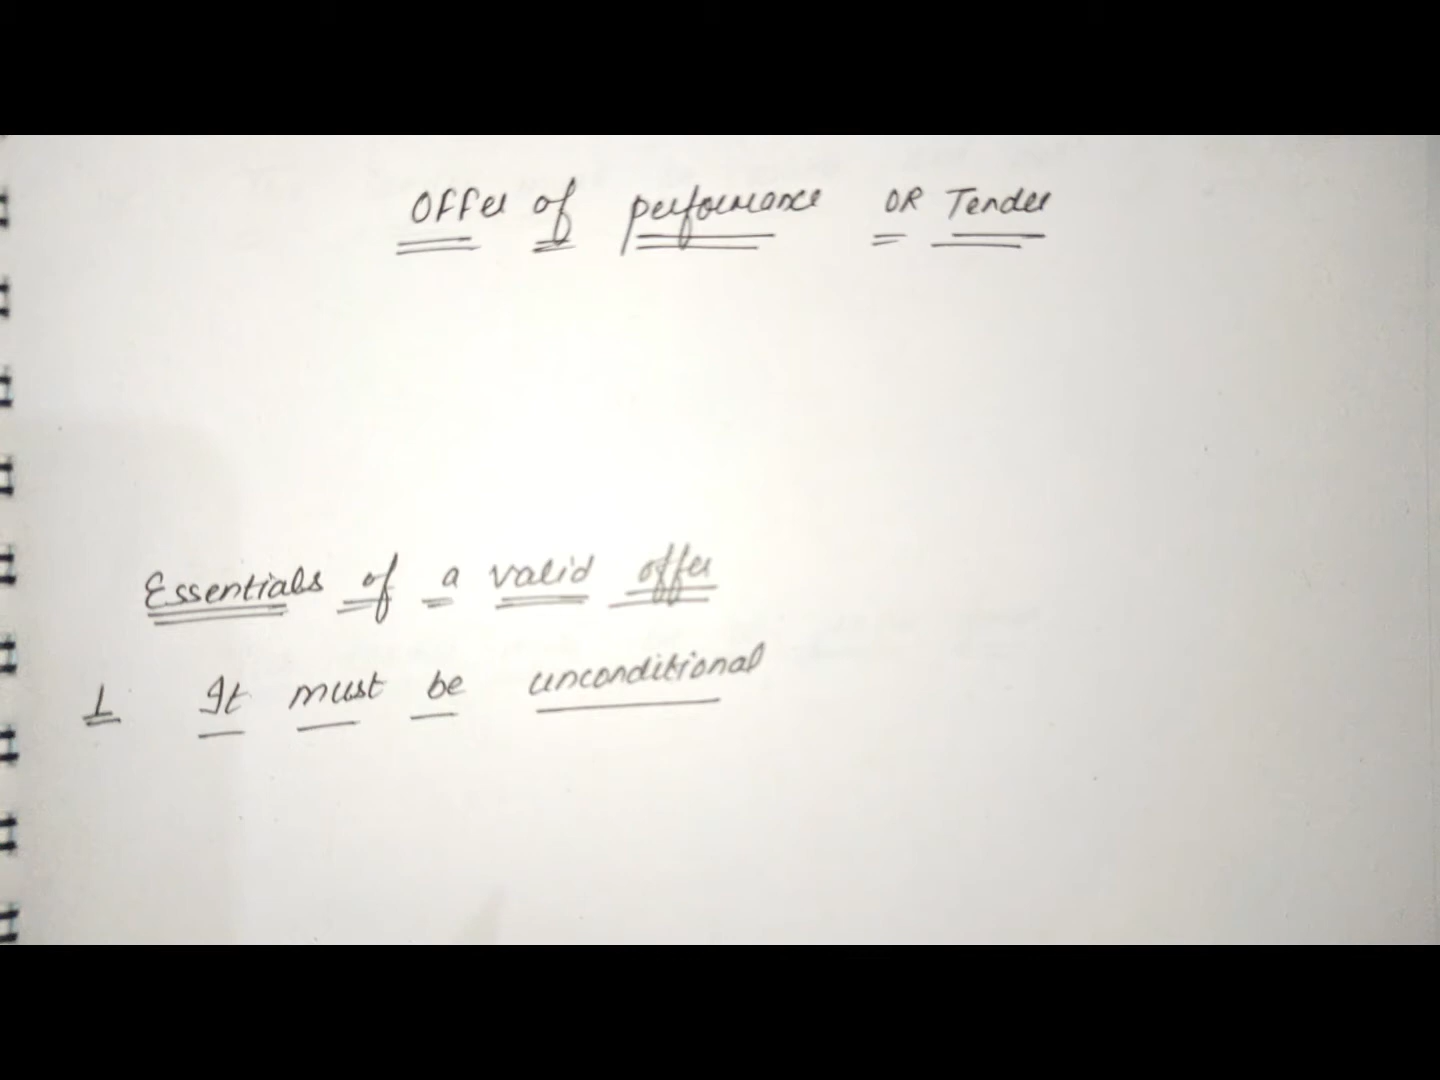 Offer of performance OR Tender
Essentials of a valid offer
1 It must be unconditional